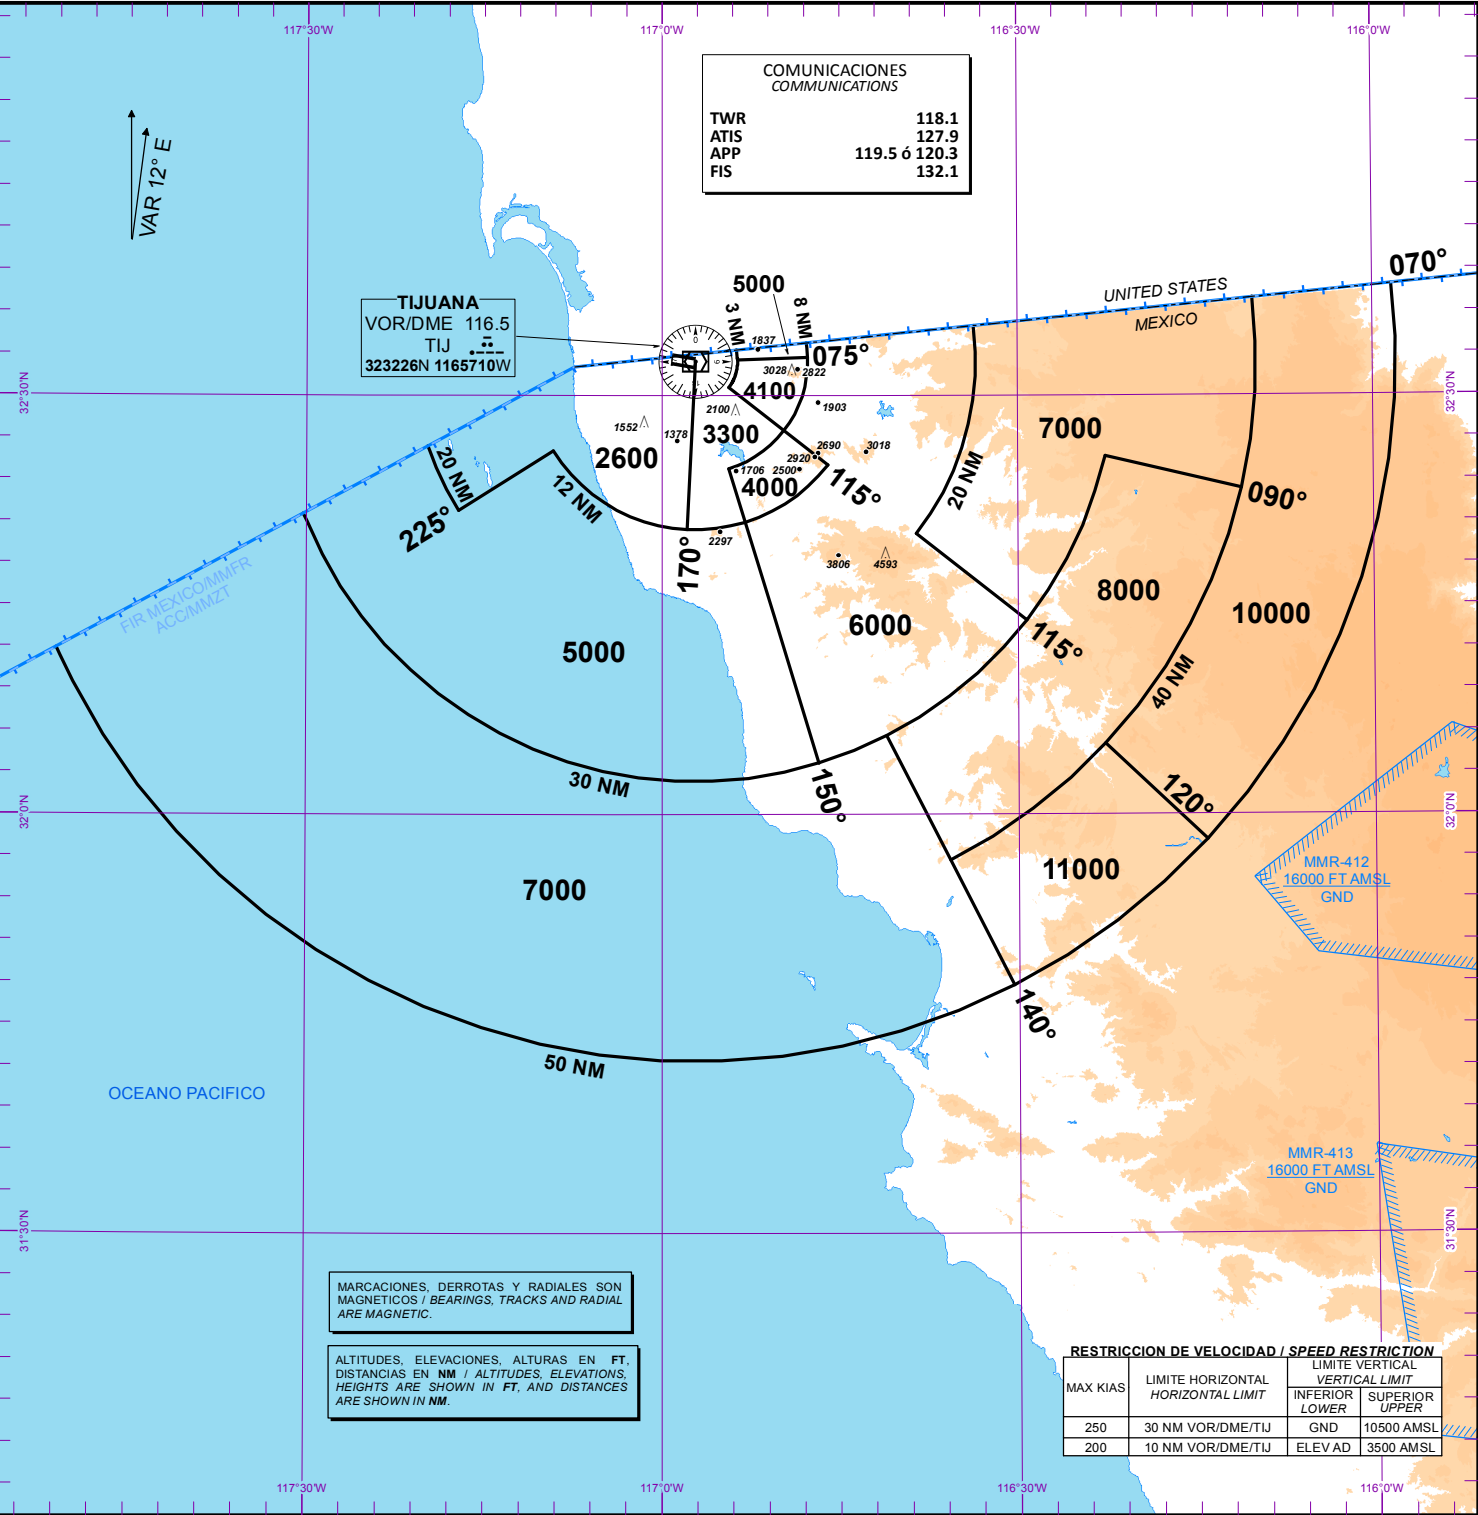 117°30'W
117°0'W
116°30'W
116°0'W
COMUNICACIONES
COMMUNICATIONS
TWR 118.1
ATIS 127.9
APP 119.5 ó 120.3
FIS 132.1
VAR 12° E
070°
UNITED STATES
MEXICO
5000
3 NM
8 NM
TIJUANA
VOR/DME 116.5
TIJ
323226N 1165710W
0
1837
075°
3028
2822
4100
32°30'N
32°30'N
2100
1903
1552
1378
3300
7000
2600
2690
3018
2920
20 NM
1706
2500
4000
115°
20 NM
12 NM
090°
225°
2297
170°
3806
4593
FIR MEXICO/MMFR
ACC/MMZT
8000
10000
6000
115°
5000
40 NM
30 NM
150°
120°
32°0'N
32°0'N
11000
MMR-412
16000 FT AMSL
GND
7000
140°
50 NM
OCEANO PACIFICO
MMR-413
16000 FT AMSL
GND
31°30'N
31°30'N
MARCACIONES, DERROTAS Y RADIALES SON
MAGNETICOS / BEARINGS, TRACKS AND RADIAL
ARE MAGNETIC.
ALTITUDES, ELEVACIONES, ALTURAS EN FT,
DISTANCIAS EN NM / ALTITUDES, ELEVATIONS,
HEIGHTS ARE SHOWN IN FT, AND DISTANCES
ARE SHOWN IN NM.
RESTRICCION DE VELOCIDAD / SPEED RESTRICTION
MAX KIAS
LIMITE HORIZONTAL
HORIZONTAL LIMIT
LIMITE VERTICAL
VERTICAL LIMIT
INFERIOR
LOWER
SUPERIOR
UPPER
250 30 NM VOR/DME/TIJ GND 10500 AMSL
200 10 NM VOR/DME/TIJ ELEV AD 3500 AMSL
117°30'W
117°0'W
116°30'W
116°0'W